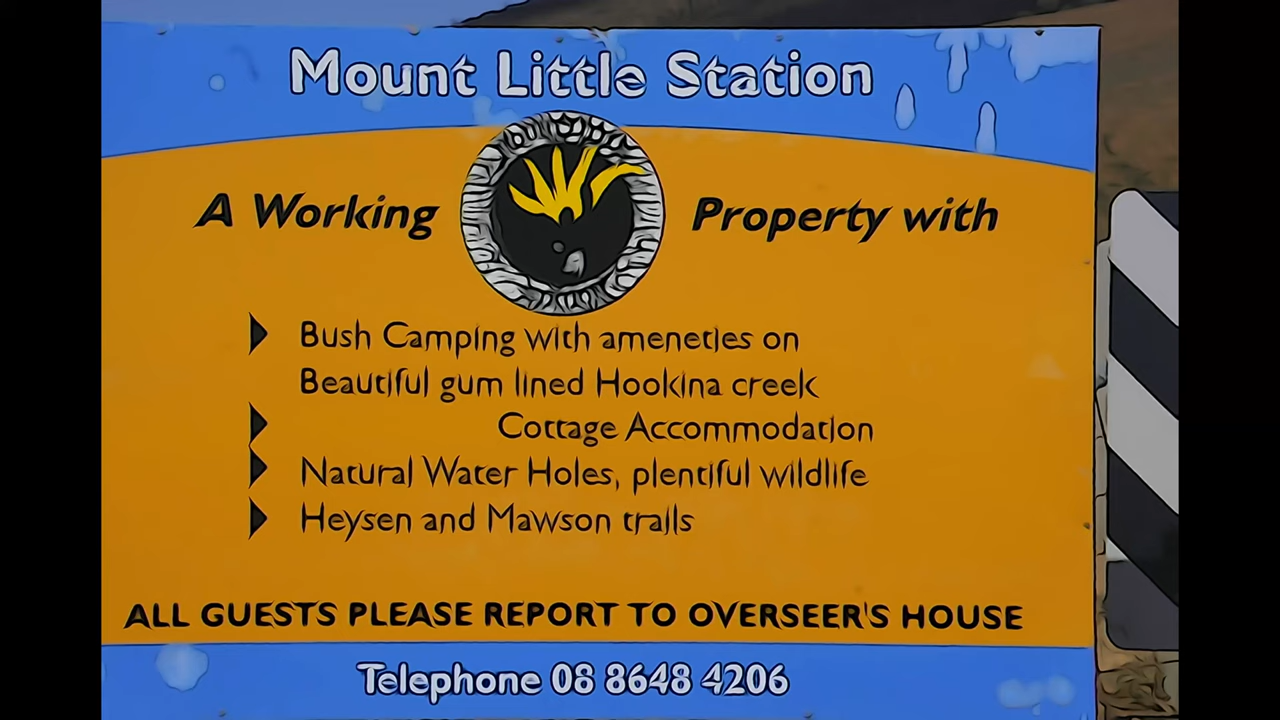 Mount Little Station
A Working Property with
Bush Camping with ameneties on
Beautiful gum lined Hookina creek
Cottage Accommodation
Natural Water Holes, plentiful wildlife
Heysen and Mawson trails
ALL GUESTS PLEASE REPORT TO OVERSEER'S HOUSE
Telephone 08 8648 4206